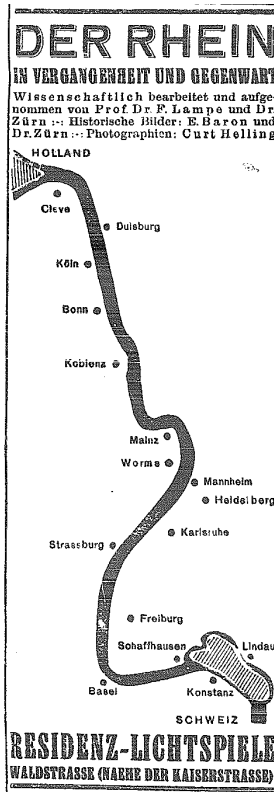 DER RHEIN
IN VERGANGENHEIT UND GEGENWART
Wissenschaftlich bearbeitet und aufge-
nommen von Prof. Dr. F. Lampe und Dr.
Zürn :-: Historische Bilder: E. Baron und
Dr. Zürn :-: Photographien: Curt Helling
HOLLAND
Cleve
Duisburg
Köln
Bonn
Koblenz
Mainz
Worms
Mannheim
Heidelberg
Karlsruhe
Strassburg
Freiburg
Schaffhausen
Lindau
Basel
Konstanz
SCHWEIZ
RESIDENZ-LICHTSPIELE
WALDSTRASSE (NAEHE DER KAISERSTRASSE)